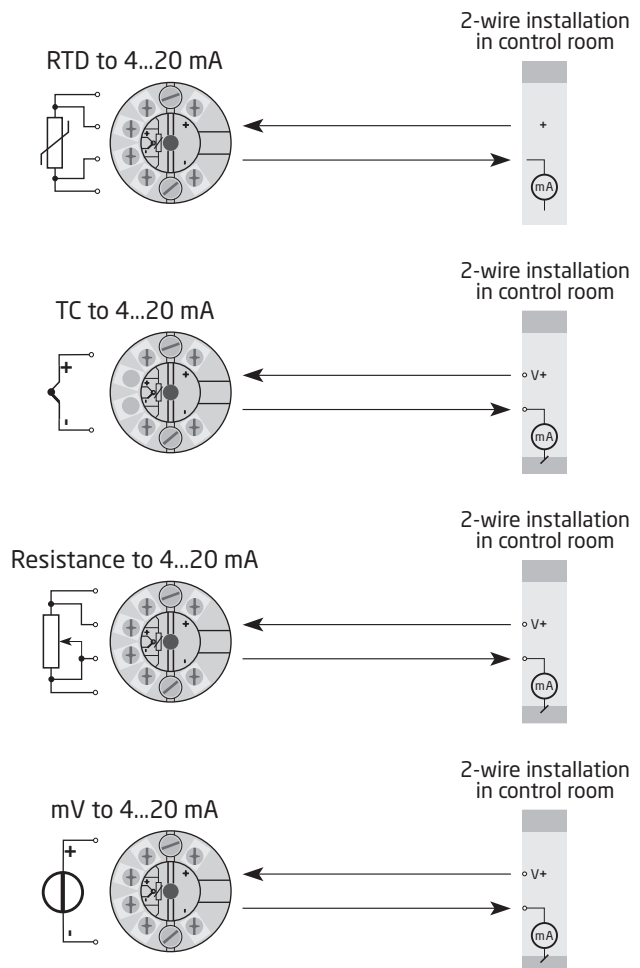 2-wire installation
in control room
RTD to 4...20 mA
+
-
+
-
+
mA
2-wire installation
in control room
TC to 4...20 mA
+
-
+
-
+
-
V+
mA
2-wire installation
in control room
Resistance to 4...20 mA
+
-
+
-
V+
mA
2-wire installation
in control room
mV to 4...20 mA
+
-
+
-
+
-
V+
mA